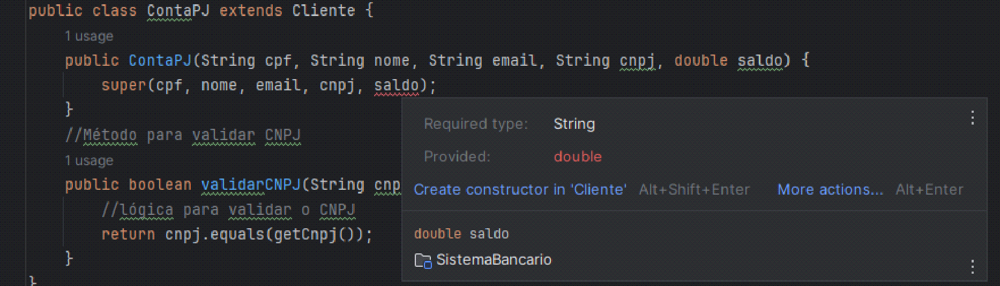 public class ContaPJ extends Cliente {
1 usage
public ContaPJ(String cpf, String nome, String email, String cnpj, double saldo) {
super(cpf, nome, email, cnpj, saldo);
}
//Método para validar CNPJ
1 usage
public boolean validarCNPJ(String cnp
//lógica para validar o CNPJ
return cnpj.equals(getCnpj());
}
}
Required type: String
Provided: double
Create constructor in 'Cliente' Alt+Shift+Enter More actions... Alt+Enter
double saldo
SistemaBancario